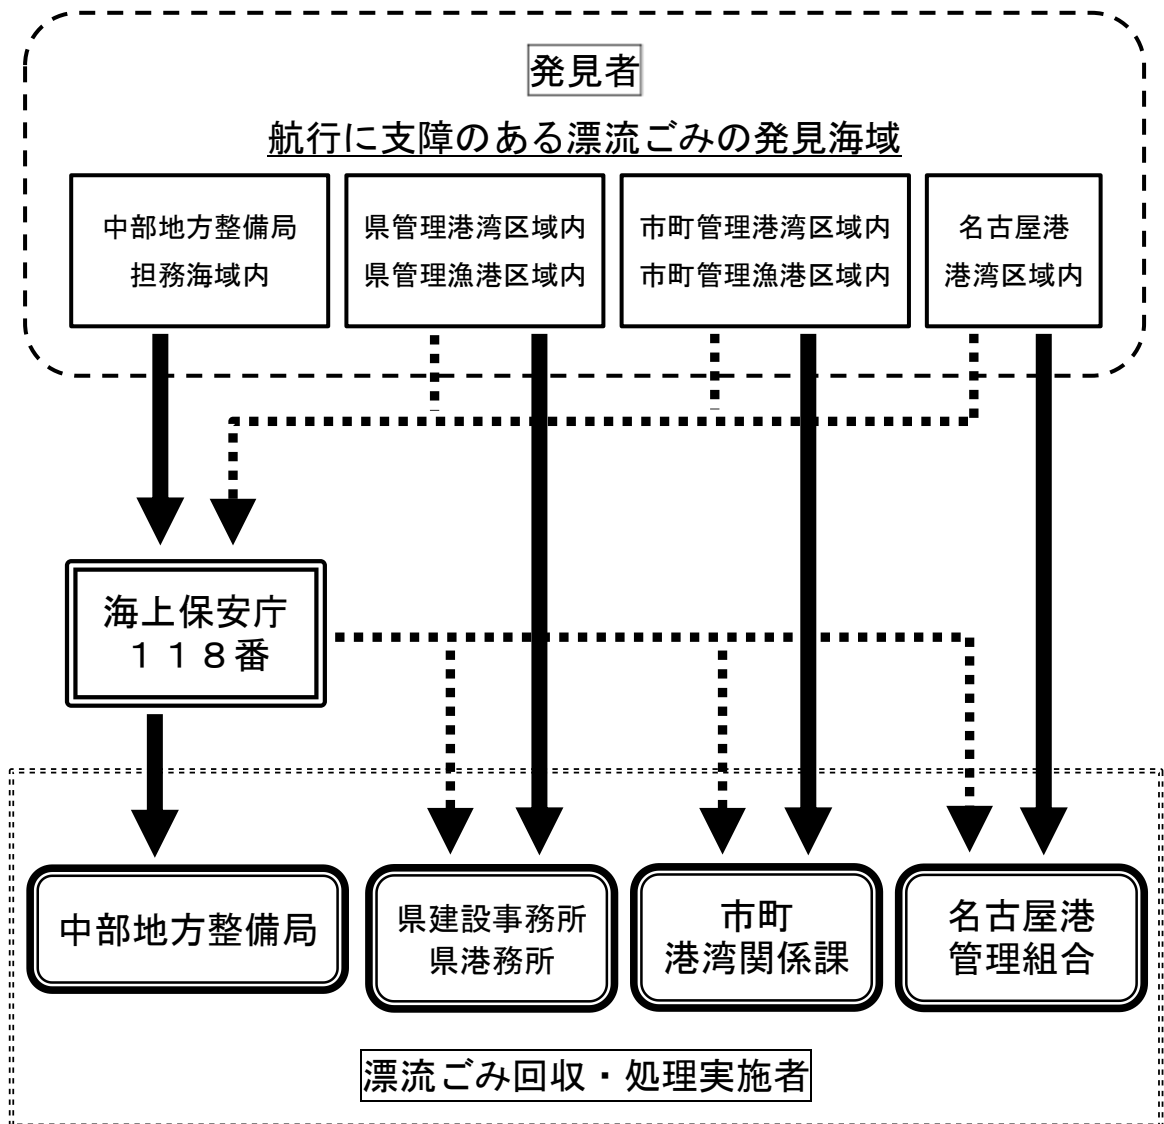 発見者
航行に支障のある漂流ごみの発見海域
中部地方整備局
担務海域内
県管理港湾区域内
県管理漁港区域内
市町管理港湾区域内
市町管理漁港区域内
名古屋港
港湾区域内
海上保安庁
１１８番
中部地方整備局
県建設事務所
県港務所
市町
港湾関係課
名古屋港
管理組合
漂流ごみ回収・処理実施者